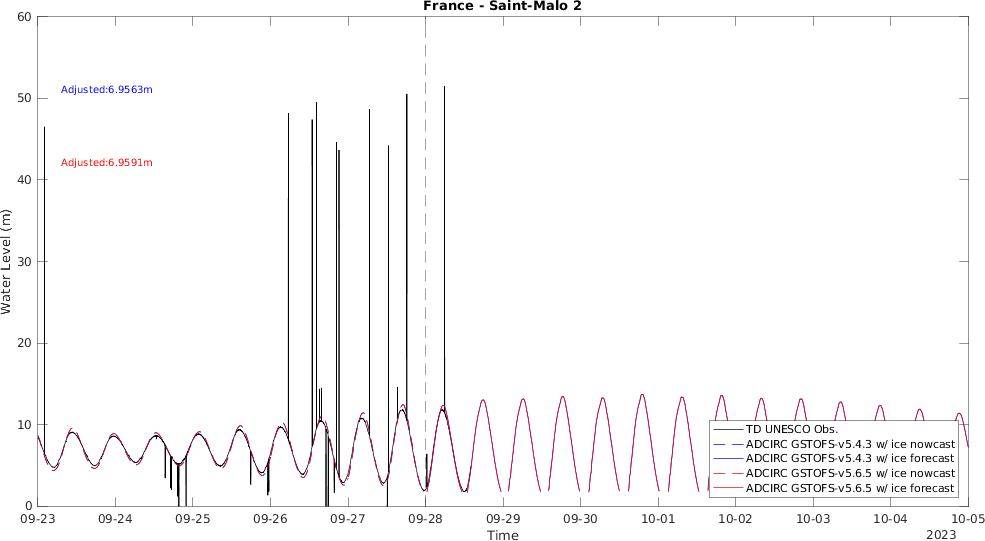 France - Saint-Malo 2
60
50
40
30
20
10
0
Water Level (m)
Adjusted:6.9563m
Adjusted:6.9591m
TD UNESCO Obs.
ADCIRC GSTOFS-v5.4.3 w/ ice nowcast
ADCIRC GSTOFS-v5.4.3 w/ ice forecast
ADCIRC GSTOFS-v5.6.5 w/ ice nowcast
ADCIRC GSTOFS-v5.6.5 w/ ice forecast
09-23 09-24 09-25 09-26 09-27 09-28 09-29 09-30 10-01 10-02 10-03 10-04 10-05
Time
2023